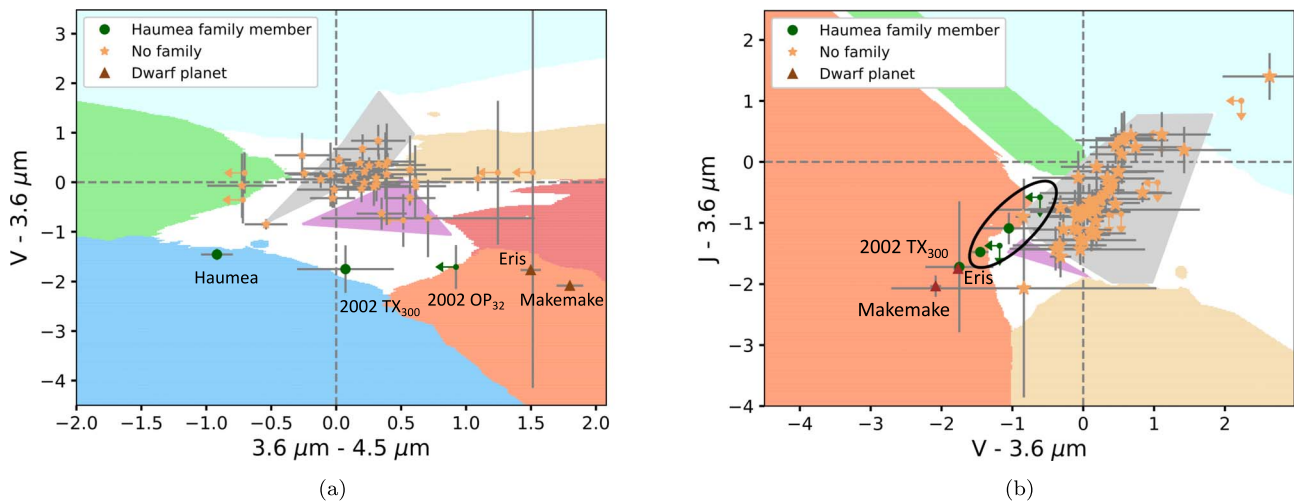 3
2
1
0
−1
−2
−3
−4
V - 3.6 μm
Haumea family member
No family
Dwarf planet
Haumea
2002 TX300
2002 OP32
Eris
Makemake
−2.0 −1.5 −1.0 −0.5 0.0 0.5 1.0 1.5 2.0
3.6 μm - 4.5 μm
(a)
2
1
0
−1
−2
−3
−4
J - 3.6 μm
Haumea family member
No family
Dwarf planet
2002 TX300
Eris
Makemake
−4 −3 −2 −1 0 1 2
V - 3.6 μm
(b)